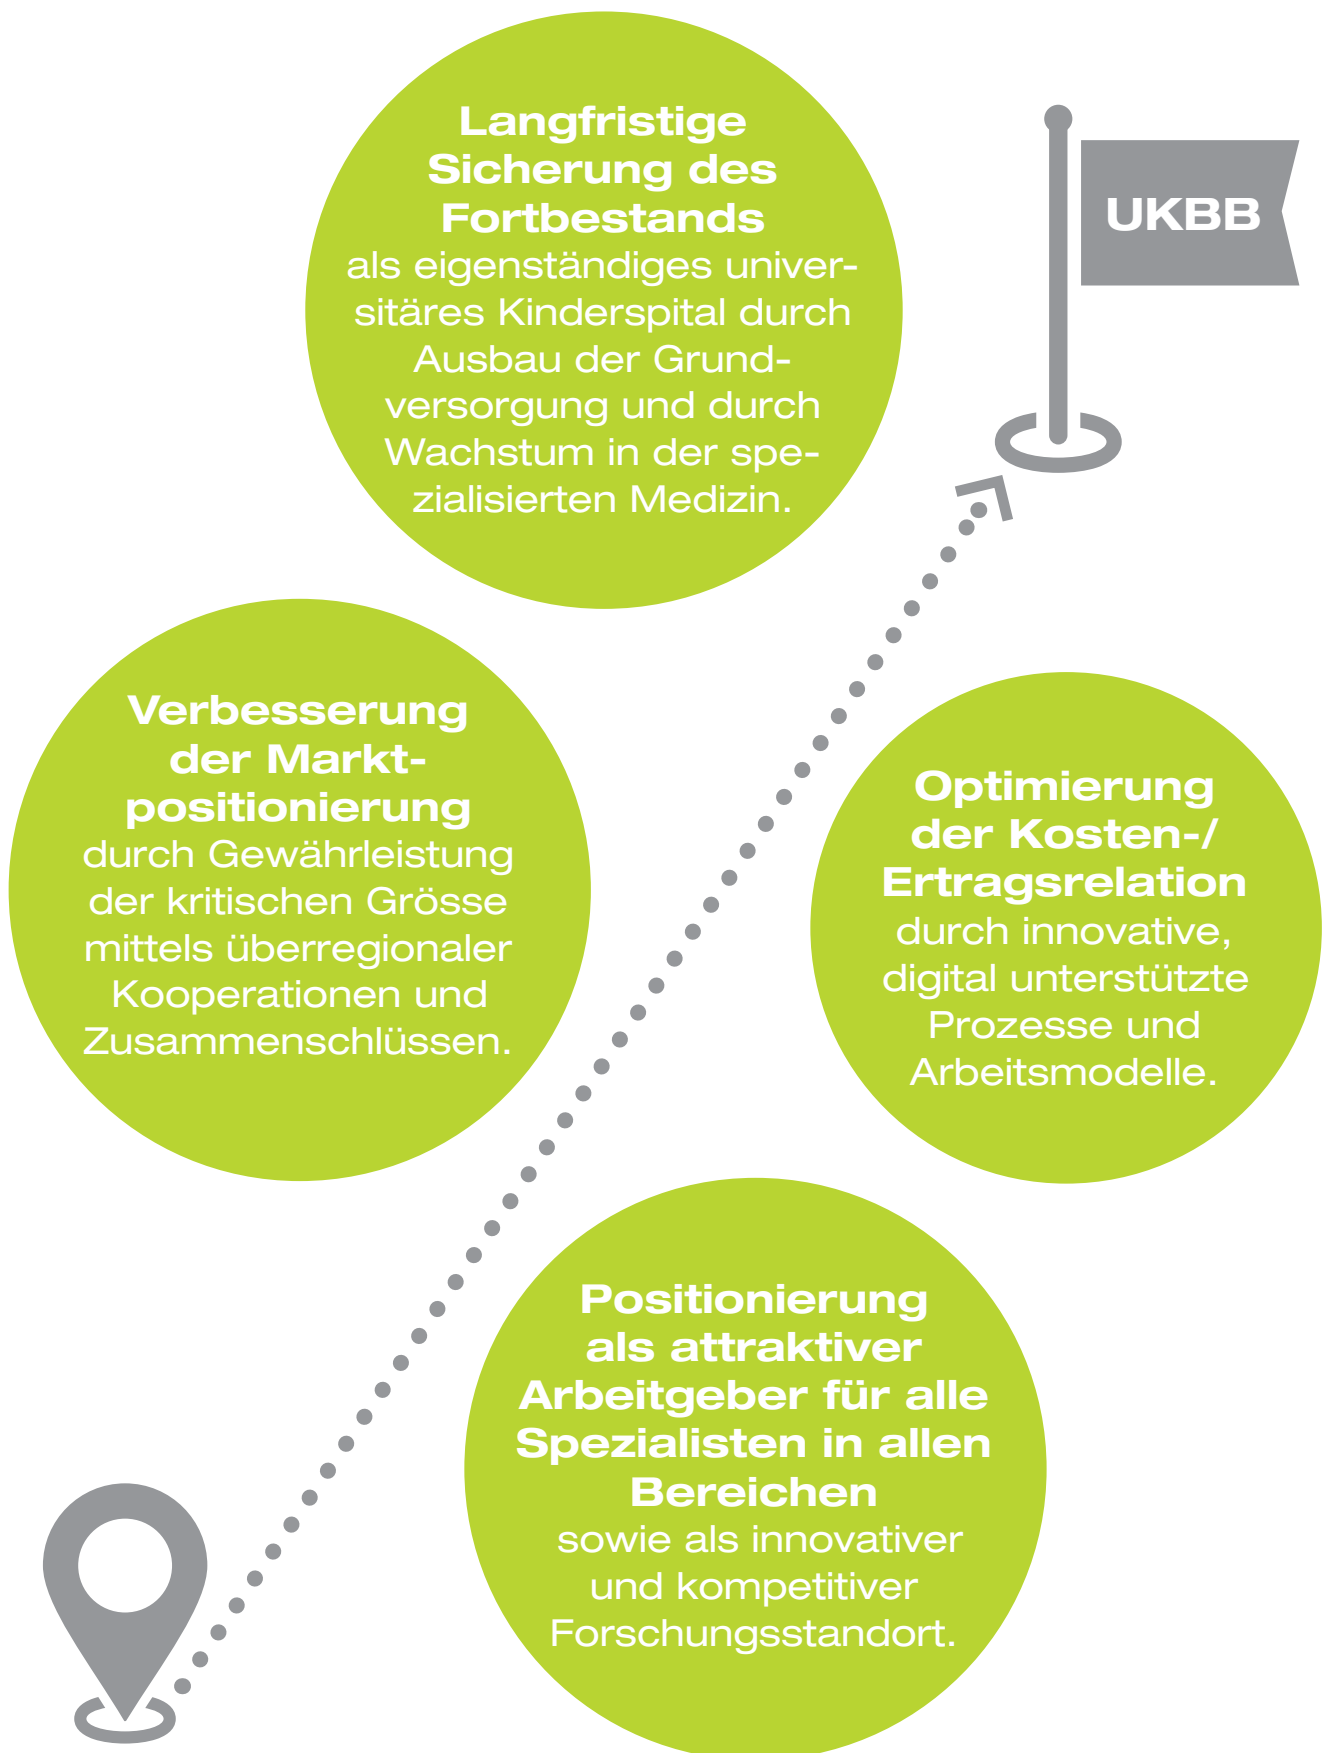 Langfristige
Sicherung des
Fortbestands
als eigenständiges univer-
sitäres Kinderspital durch
Ausbau der Grund-
versorgung und durch
Wachstum in der spe-
zialisierten Medizin.
UKBB
Verbesserung
der Markt-
positionierung
durch Gewährleistung
der kritischen Grösse
mittels überregionaler
Kooperationen und
Zusammenschlüssen.
Optimierung
der Kosten-/
Ertragsrelation
durch innovative,
digital unterstützte
Prozesse und
Arbeitsmodelle.
Positionierung
als attraktiver
Arbeitgeber für alle
Spezialisten in allen
Bereichen
sowie als innovativer
und kompetitiver
Forschungsstandort.